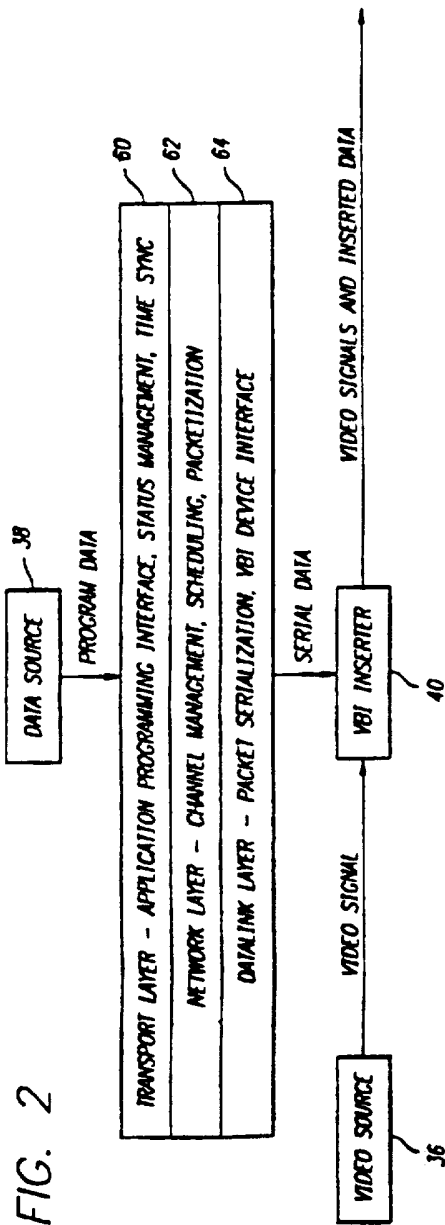 FIG. 2
38
DATA SOURCE
PROGRAM DATA
60
TRANSPORT LAYER - APPLICATION PROGRAMMING INTERFACE, STATUS MANAGEMENT, TIME SYNC
62
NETWORK LAYER - CHANNEL MANAGEMENT, SCHEDULING, PACKETIZATION
64
DATALINK LAYER - PACKET SERIALIZATION, VBI DEVICE INTERFACE
SERIAL DATA
VIDEO SOURCE
36
VIDEO SIGNAL
VBI INSERTER
40
VIDEO SIGNALS AND INSERTED DATA